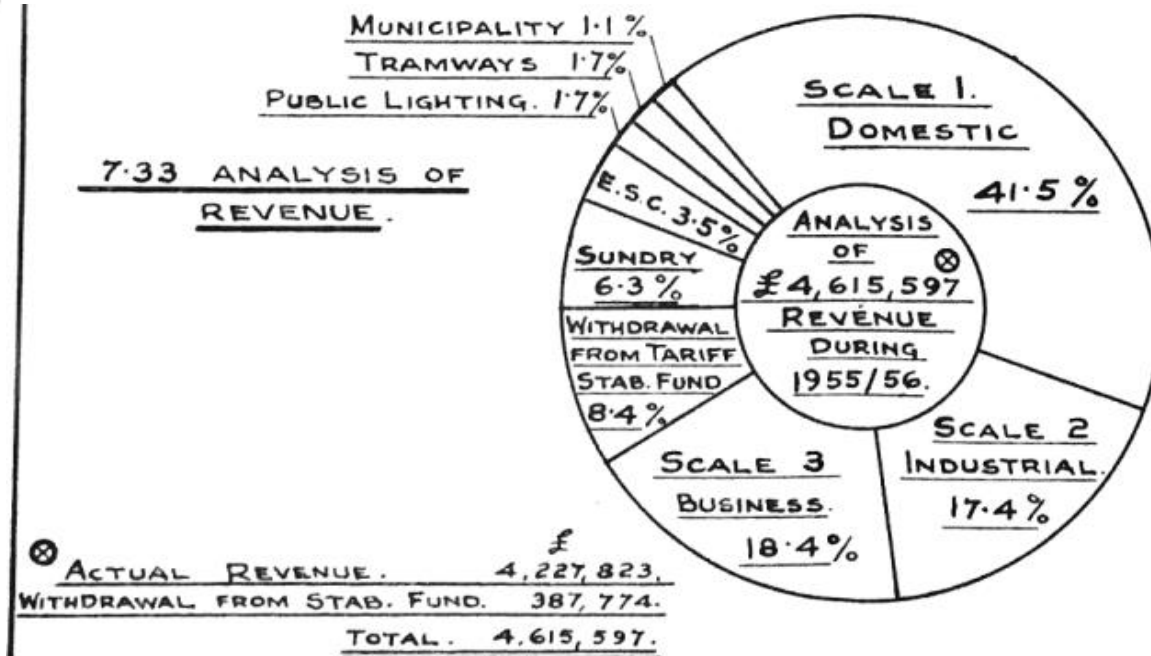 MUNICIPALITY 1·1%
TRAMWAYS 1·7%
PUBLIC LIGHTING. 1·7%
7·33 ANALYSIS OF
REVENUE.
SCALE 1.
DOMESTIC
41·5%
E.S.C. 3·5%
SUNDRY
6·3%
WITHDRAWAL
FROM TARIFF
STAB. FUND
8·4%
ANALYSIS
OF ⊗
£4,615,597
REVENUE
DURING
1955/56.
SCALE 2
INDUSTRIAL.
17·4%
SCALE 3
BUSINESS.
18·4%
£
⊗ ACTUAL REVENUE. 4,227,823.
WITHDRAWAL FROM STAB. FUND. 387,774.
TOTAL. 4,615,597.